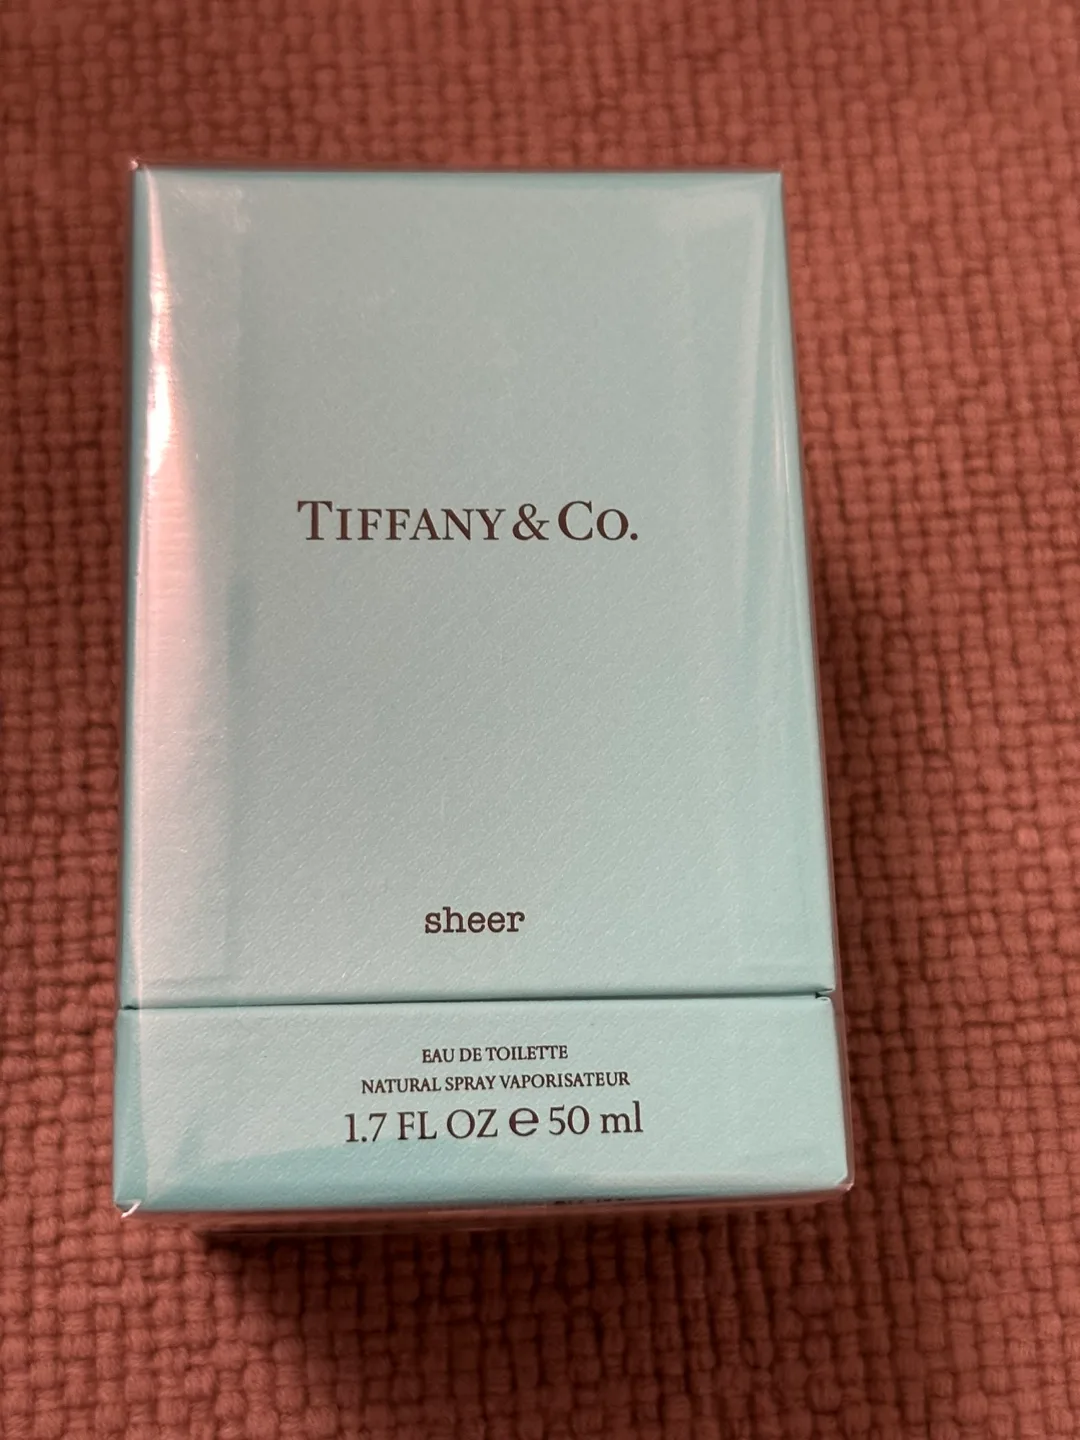 TIFFANY & CO.
sheer
EAU DE TOILETTE
NATURAL SPRAY VAPORISATEUR
1.7 FL OZ ℮ 50 ml